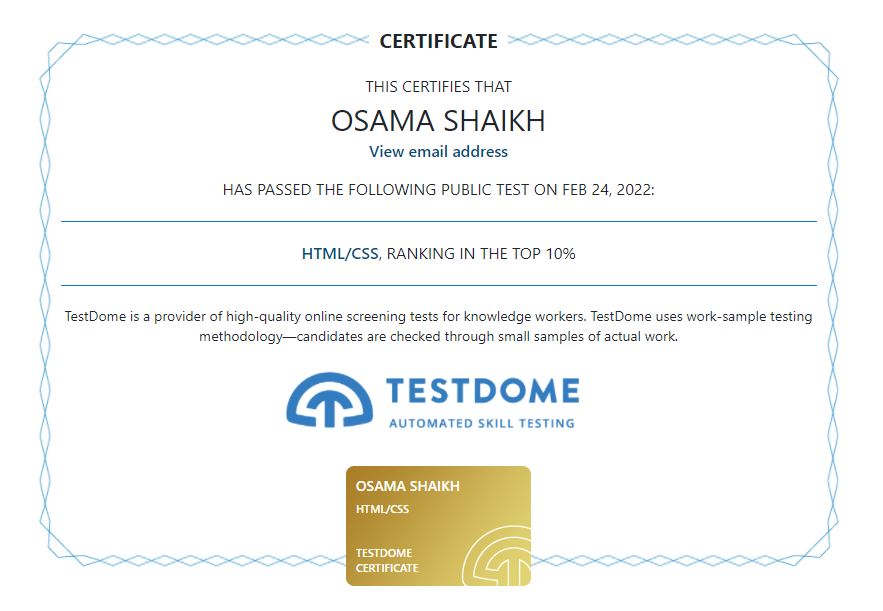 CERTIFICATE
THIS CERTIFIES THAT
OSAMA SHAIKH
View email address
HAS PASSED THE FOLLOWING PUBLIC TEST ON FEB 24, 2022:
HTML/CSS, RANKING IN THE TOP 10%
TestDome is a provider of high-quality online screening tests for knowledge workers. TestDome uses work-sample testing
methodology—candidates are checked through small samples of actual work.
TESTDOME
AUTOMATED SKILL TESTING
OSAMA SHAIKH
HTML/CSS
TESTDOME
CERTIFICATE